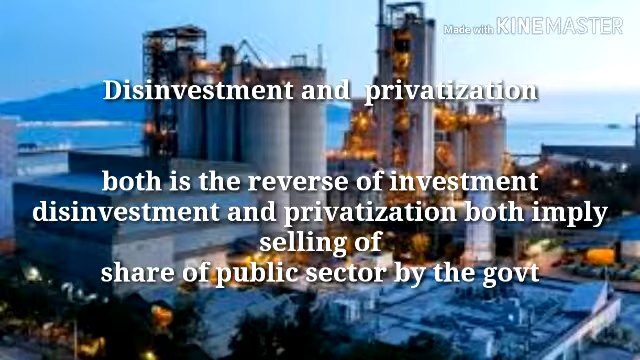 Made with KINEMASTER
Disinvestment and privatization
both is the reverse of investment
disinvestment and privatization both imply
selling of
share of public sector by the govt